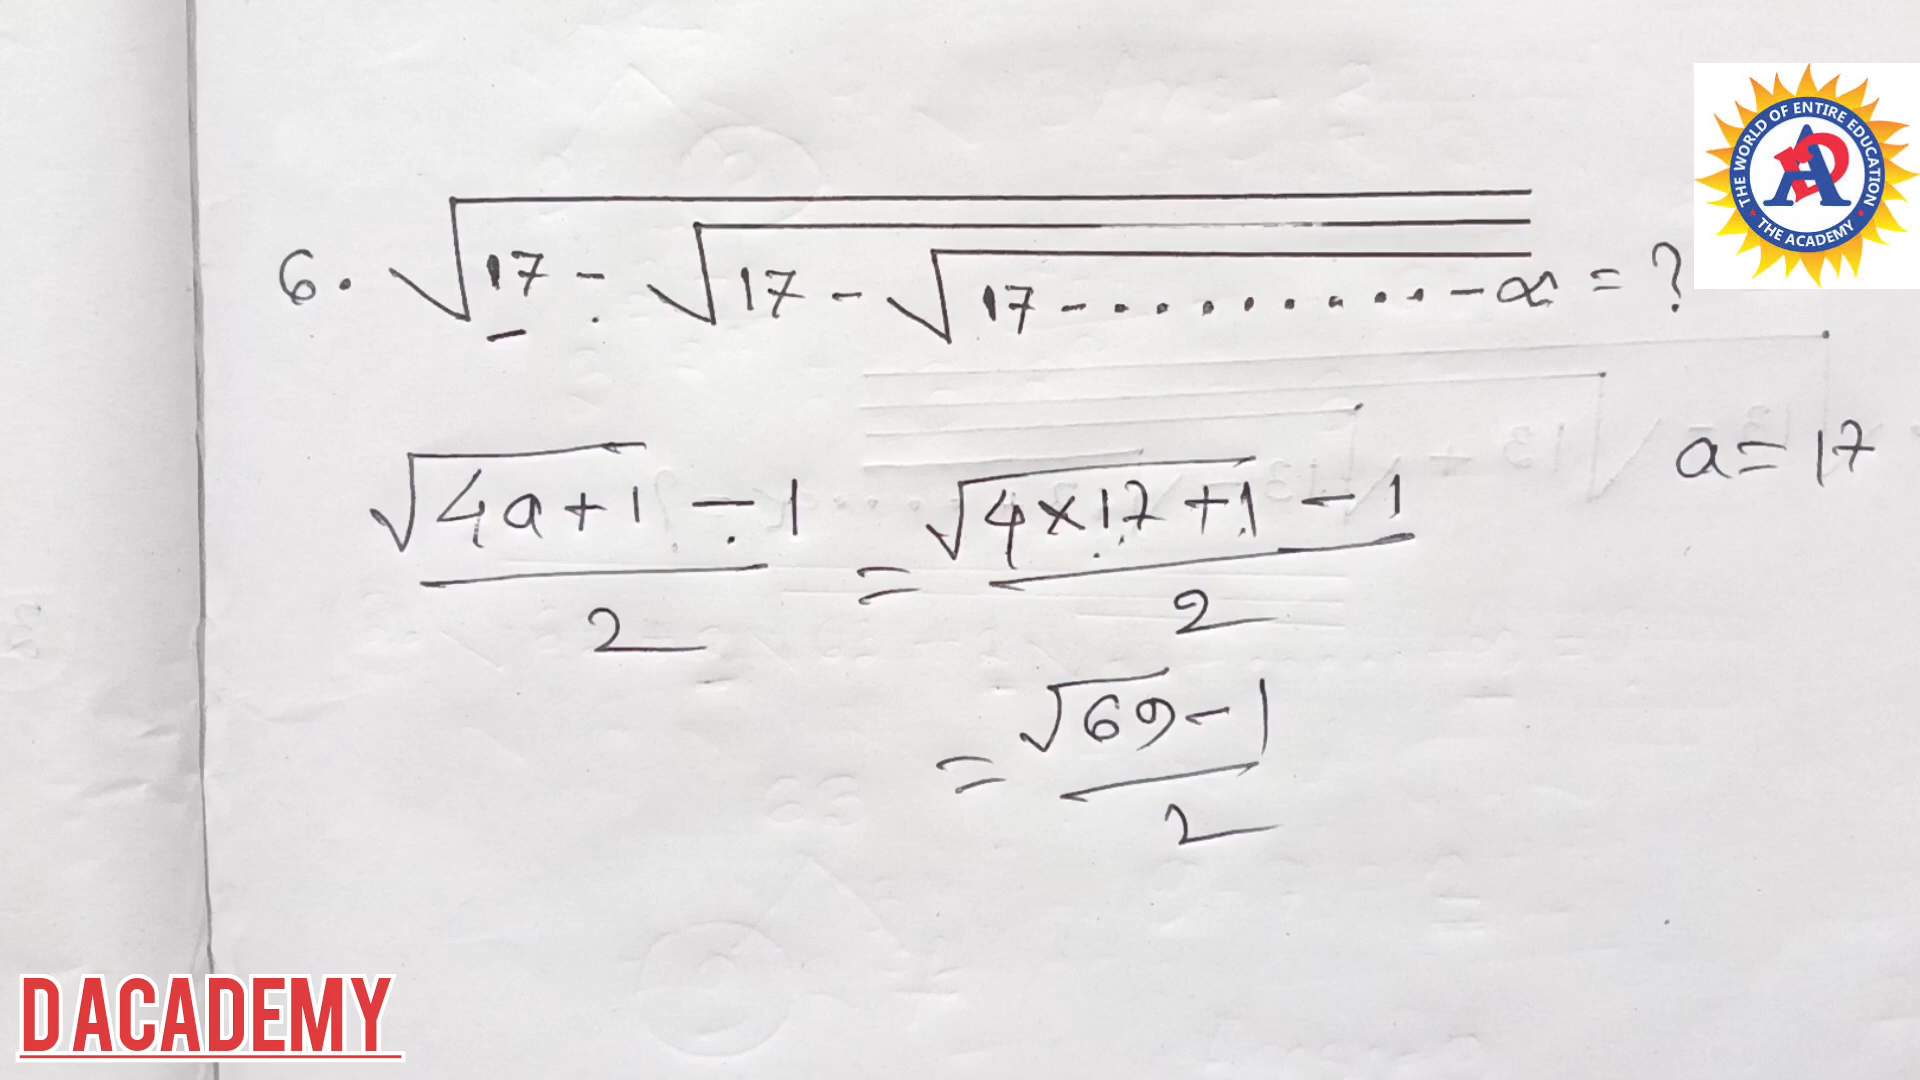 THE WORLD OF ENTIRE EDUCATION
AD
THE ACADEMY
6. √17 - √17 - √17 - .......... - ∝ = ?
a = 17
(√4a+1 - 1)/2 = (√4×17+1 - 1)/2
= (√69 - 1)/2
D ACADEMY